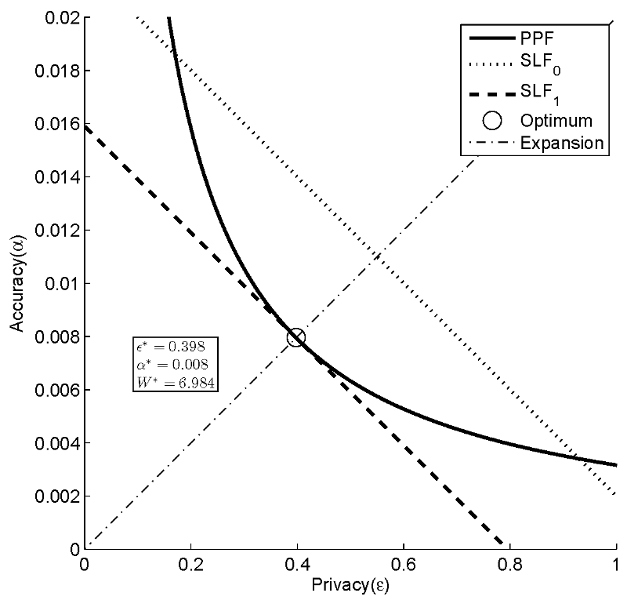 0.02
0.018
0.016
0.014
0.012
0.01
0.008
0.006
0.004
0.002
0
Accuracy(α)
PPF
SLF₀
SLF₁
Optimum
Expansion
ϵ* = 0.398
α* = 0.008
W* = 6.984
0 0.2 0.4 0.6 0.8 1
Privacy(ε)